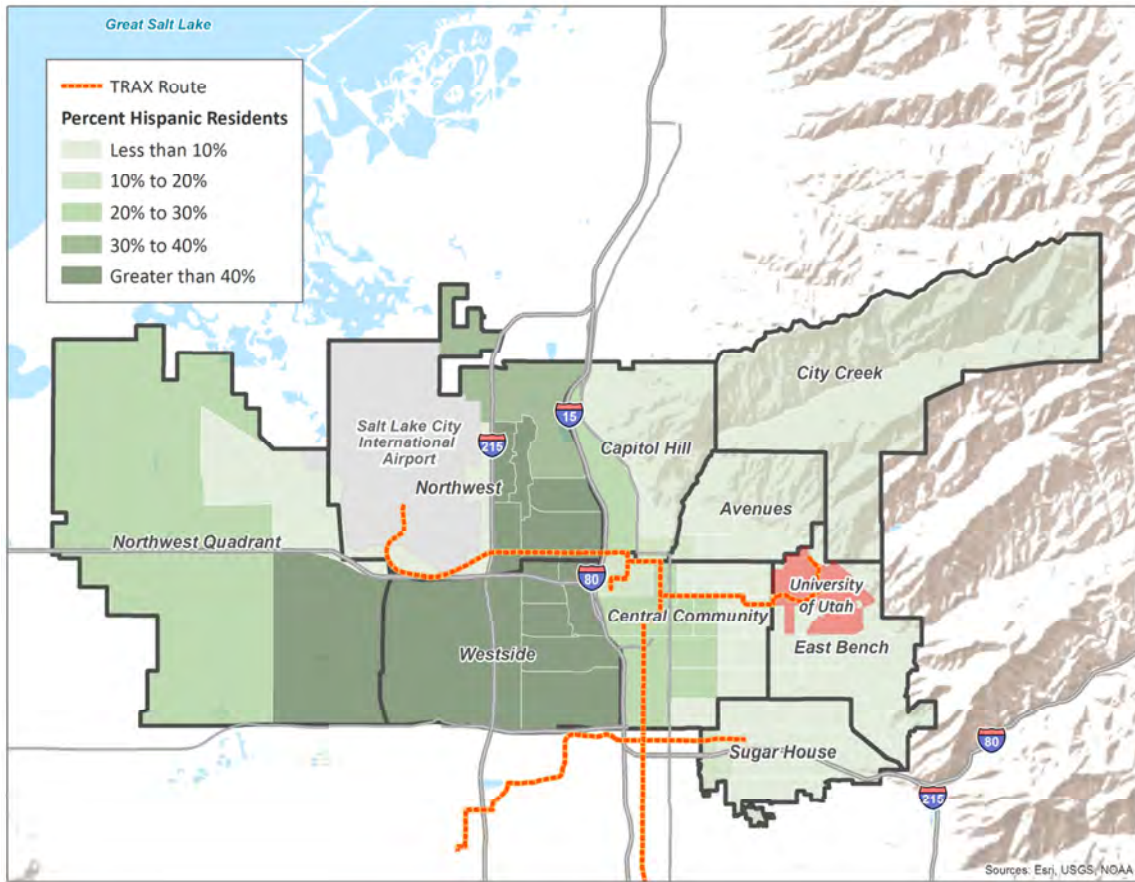 Great Salt Lake
TRAX Route
Percent Hispanic Residents
Less than 10%
10% to 20%
20% to 30%
30% to 40%
Greater than 40%
City Creek
15
Salt Lake City
International
Airport
215
Capitol Hill
Northwest
Avenues
Northwest Quadrant
80
University
of Utah
Central Community
East Bench
Westside
Sugar House
80
215
Sources: Esri, USGS, NOAA